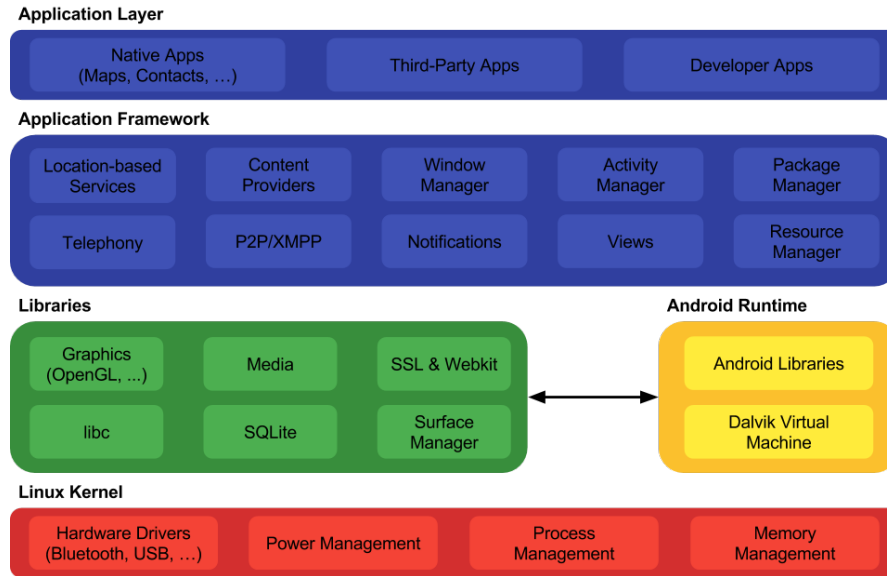 Application Layer
Native Apps
(Maps, Contacts, …)
Third-Party Apps
Developer Apps
Application Framework
Location-based
Services
Content
Providers
Window
Manager
Activity
Manager
Package
Manager
Telephony
P2P/XMPP
Notifications
Views
Resource
Manager
Libraries
Graphics
(OpenGL, ...)
Media
SSL & Webkit
libc
SQLite
Surface
Manager
Android Runtime
Android Libraries
Dalvik Virtual
Machine
Linux Kernel
Hardware Drivers
(Bluetooth, USB, …)
Power Management
Process
Management
Memory
Management